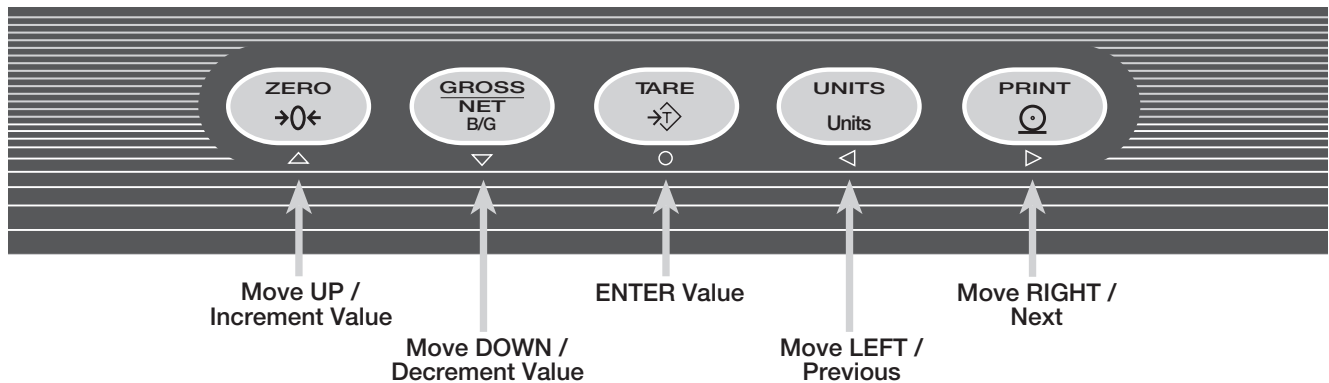 ZERO
→0←
GROSS
NET
B/G
TARE
→T
UNITS
Units
PRINT
Move UP /
Increment Value
Move DOWN /
Decrement Value
ENTER Value
Move LEFT /
Previous
Move RIGHT /
Next